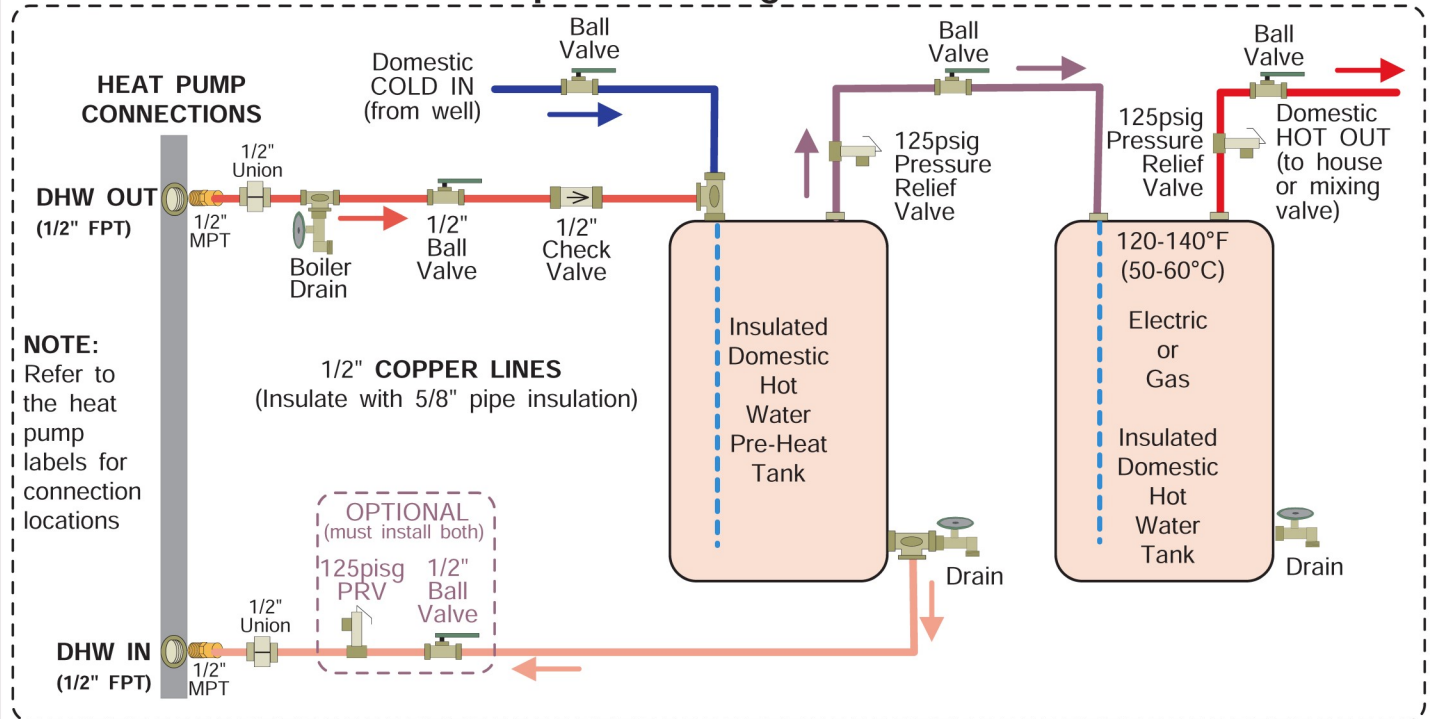 HEAT PUMP
CONNECTIONS
Domestic
COLD IN
(from well)
Ball
Valve
Ball
Valve
Ball
Valve
125psig
Pressure
Relief
Valve
125psig
Pressure
Relief
Valve
Domestic
HOT OUT
(to house
or mixing
valve)
DHW OUT
(1/2" FPT)
1/2"
MPT
1/2"
Union
Boiler
Drain
1/2"
Ball
Valve
1/2"
Check
Valve
NOTE:
Refer to
the heat
pump
labels for
connection
locations
1/2" COPPER LINES
(Insulate with 5/8" pipe insulation)
Insulated
Domestic
Hot
Water
Pre-Heat
Tank
120-140°F
(50-60°C)
Electric
or
Gas
Insulated
Domestic
Hot
Water
Tank
Drain
Drain
OPTIONAL
(must install both)
125pisg
PRV
1/2"
Ball
Valve
1/2"
Union
DHW IN
(1/2" FPT)
1/2"
MPT